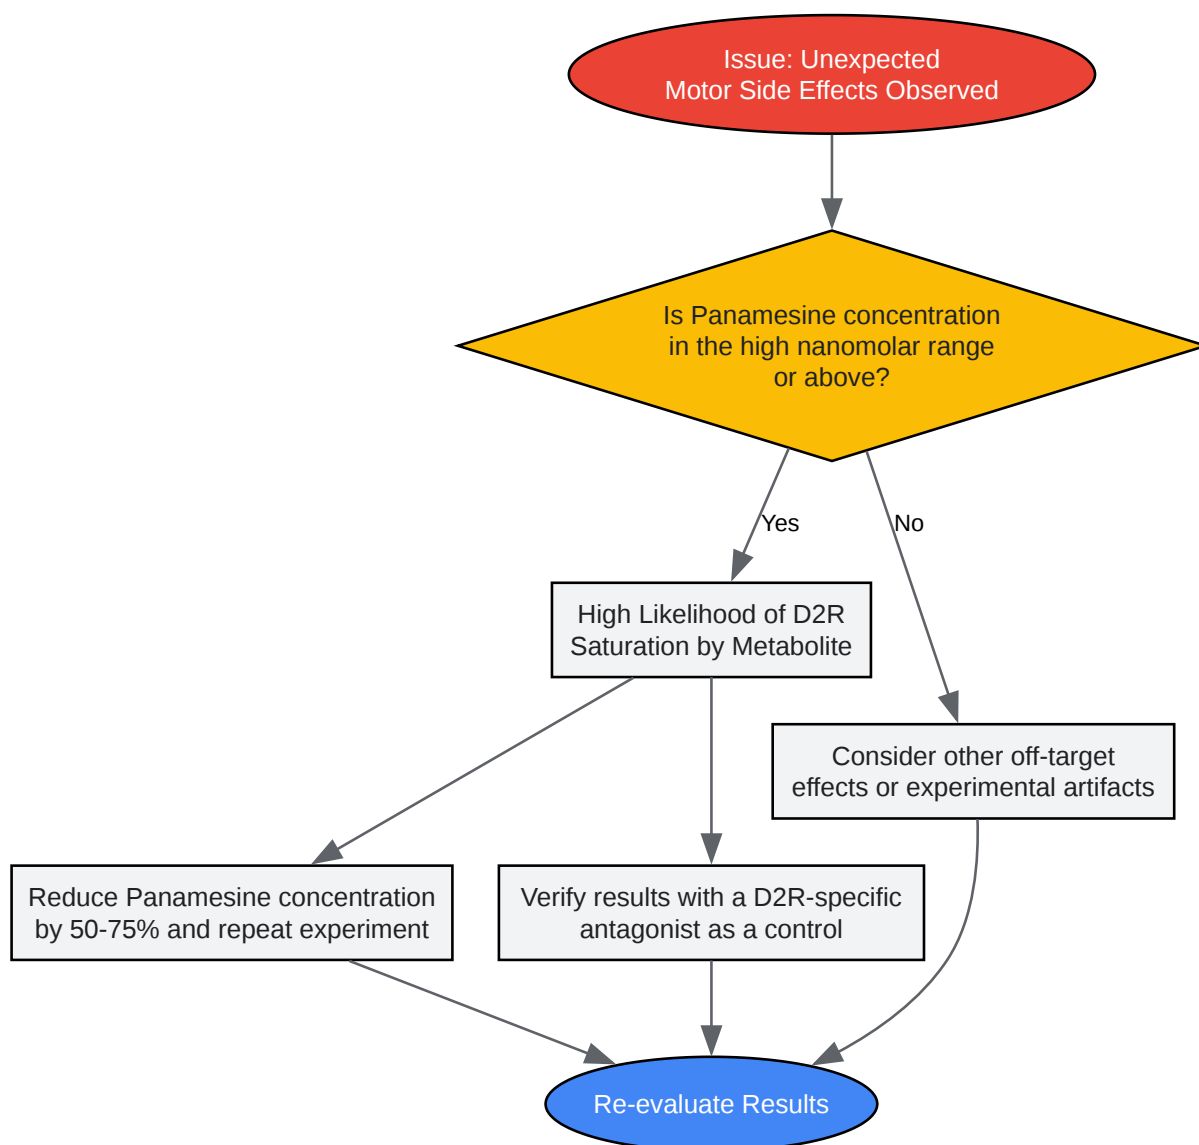 Issue: Unexpected
Motor Side Effects Observed
Is Panamesine concentration
in the high nanomolar range
or above?
Yes
No
High Likelihood of D2R
Saturation by Metabolite
Consider other off-target
effects or experimental artifacts
Reduce Panamesine concentration
by 50-75% and repeat experiment
Verify results with a D2R-specific
antagonist as a control
Re-evaluate Results